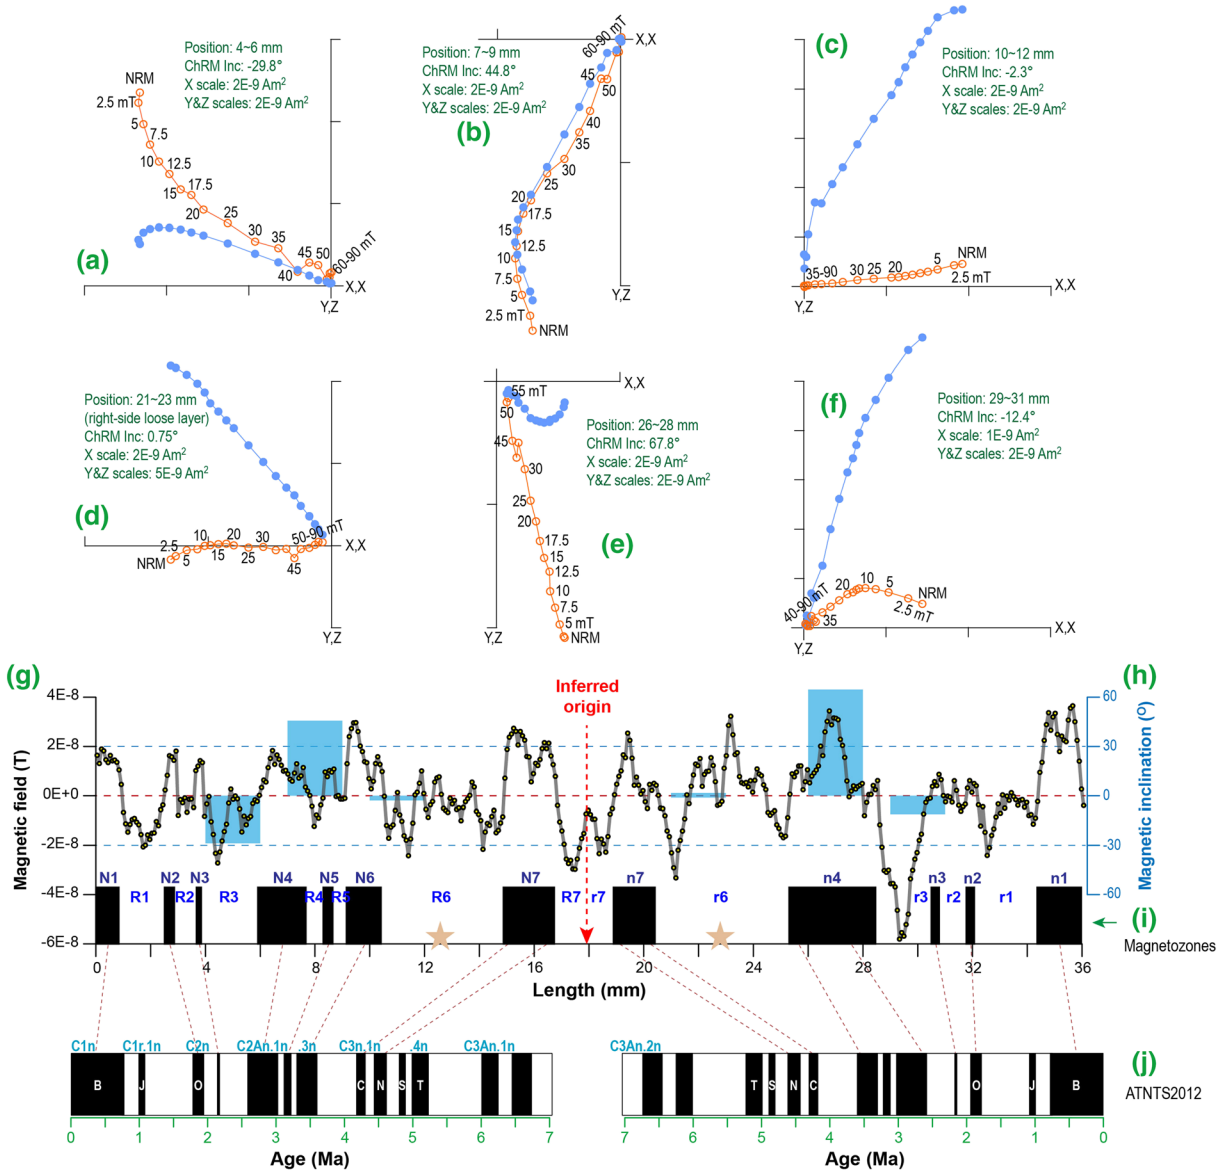 Position: 4~6 mm
ChRM Inc: -29.8°
X scale: 2E-9 Am²
Y&Z scales: 2E-9 Am²
NRM
2.5 mT
5
7.5
10
12.5
15
17.5
20
25
30
35
40
45
50
60-90 mT
X,X
Y,Z
(a)
Position: 7~9 mm
ChRM Inc: 44.8°
X scale: 2E-9 Am²
Y&Z scales: 2E-9 Am²
(b)
60-90 mT
X,X
45
50
40
35
30
25
20
17.5
15
12.5
10
7.5
5
2.5 mT
NRM
Y,Z
(c)
Position: 10~12 mm
ChRM Inc: -2.3°
X scale: 2E-9 Am²
Y&Z scales: 2E-9 Am²
NRM
35-90
30
25
20
5
2.5 mT
X,X
Y,Z
Position: 21~23 mm
(right-side loose layer)
ChRM Inc: 0.75°
X scale: 2E-9 Am²
Y&Z scales: 5E-9 Am²
(d)
NRM
2.5
5
10
15
20
25
30
45
50-90 mT
X,X
Y,Z
X,X
55 mT
50
45
30
25
20
17.5
15
12.5
10
7.5
5 mT
NRM
Y,Z
Position: 26~28 mm
ChRM Inc: 67.8°
X scale: 2E-9 Am²
Y&Z scales: 2E-9 Am²
(e)
(f)
Position: 29~31 mm
ChRM Inc: -12.4°
X scale: 1E-9 Am²
Y&Z scales: 2E-9 Am²
40-90 mT
35
20
10
5
NRM
2.5 mT
X,X
Y,Z
(g)
(h)
Inferred
origin
4E-8
2E-8
0E+0
-2E-8
-4E-8
-6E-8
Magnetic field (T)
60
30
0
-30
-60
Magnetic inclination (°)
N1 N2 N3 N4 N5 N6 N7 n7 n4 n3 n2 n1
R1 R2 R3 R4 R5 R6 R7 r7 r6 r3 r2 r1
(i)
Magnetozones
0 4 8 12 16 20 24 28 32 36
Length (mm)
C1n C1r.1n C2n C2An.1n .3n C3n.1n .4n C3An.1n C3An.2n
(j)
B J O C N S T T S N C O J B
ATNTS2012
0 1 2 3 4 5 6 7 7 6 5 4 3 2 1 0
Age (Ma) Age (Ma)